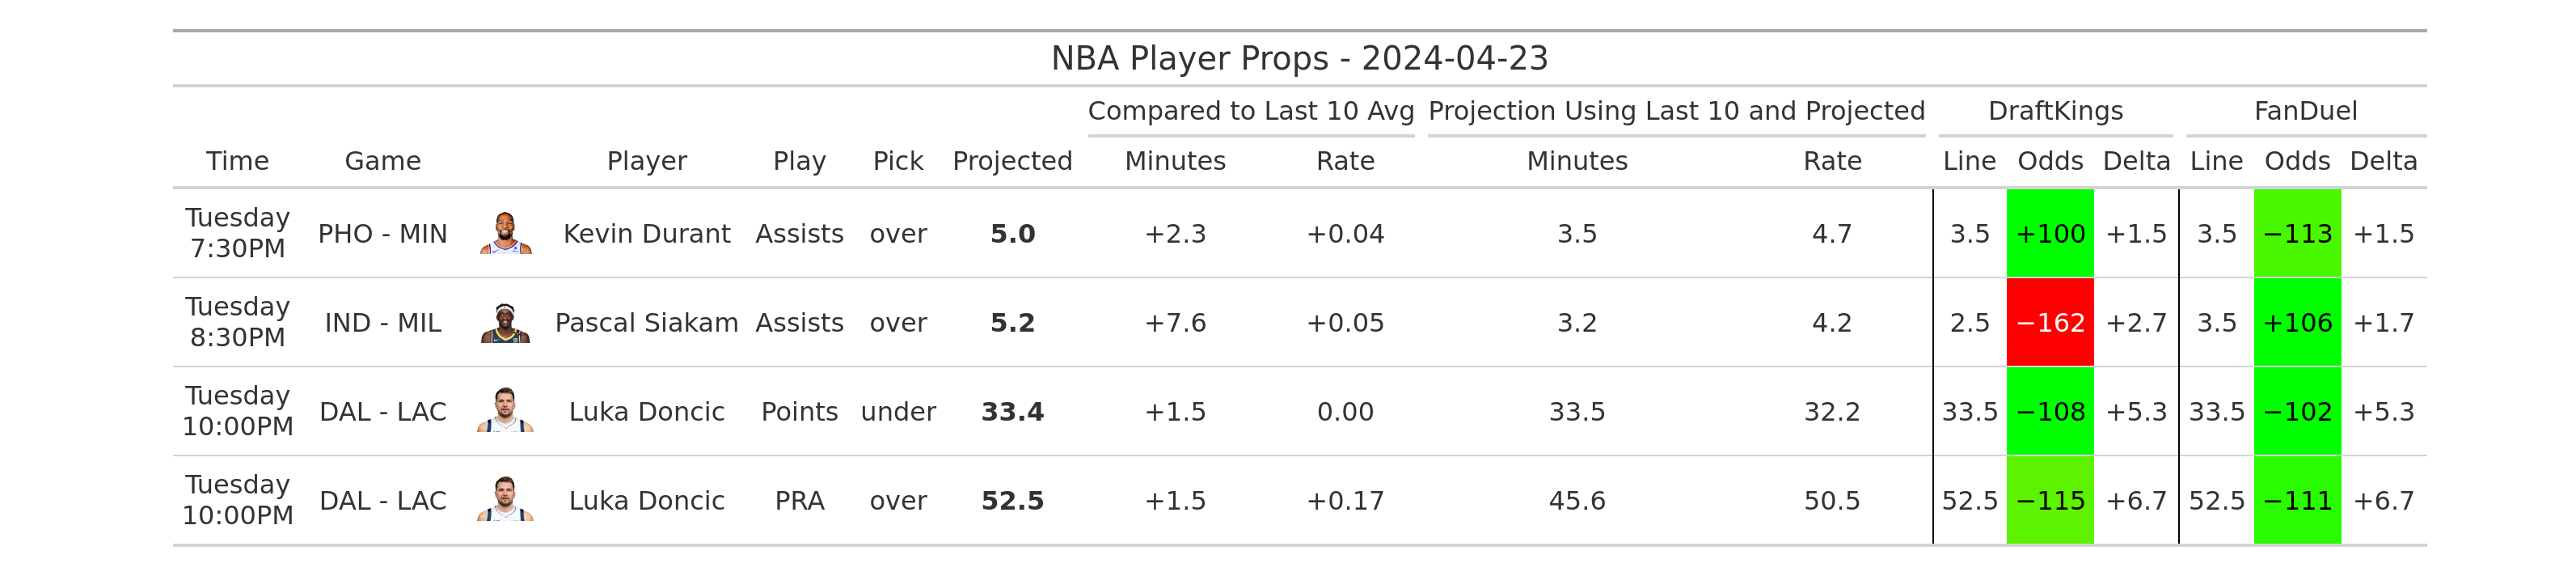 NBA Player Props - 2024-04-23
Compared to Last 10 Avg Projection Using Last 10 and Projected DraftKings FanDuel
Time Game Player Play Pick Projected Minutes Rate Minutes Rate Line Odds Delta Line Odds Delta
Tuesday
7:30PM PHO - MIN Kevin Durant Assists over 5.0 +2.3 +0.04 3.5 4.7 3.5 +100 +1.5 3.5 −113 +1.5
Tuesday
8:30PM IND - MIL Pascal Siakam Assists over 5.2 +7.6 +0.05 3.2 4.2 2.5 −162 +2.7 3.5 +106 +1.7
Tuesday
10:00PM DAL - LAC Luka Doncic Points under 33.4 +1.5 0.00 33.5 32.2 33.5 −108 +5.3 33.5 −102 +5.3
Tuesday
10:00PM DAL - LAC Luka Doncic PRA over 52.5 +1.5 +0.17 45.6 50.5 52.5 −115 +6.7 52.5 −111 +6.7